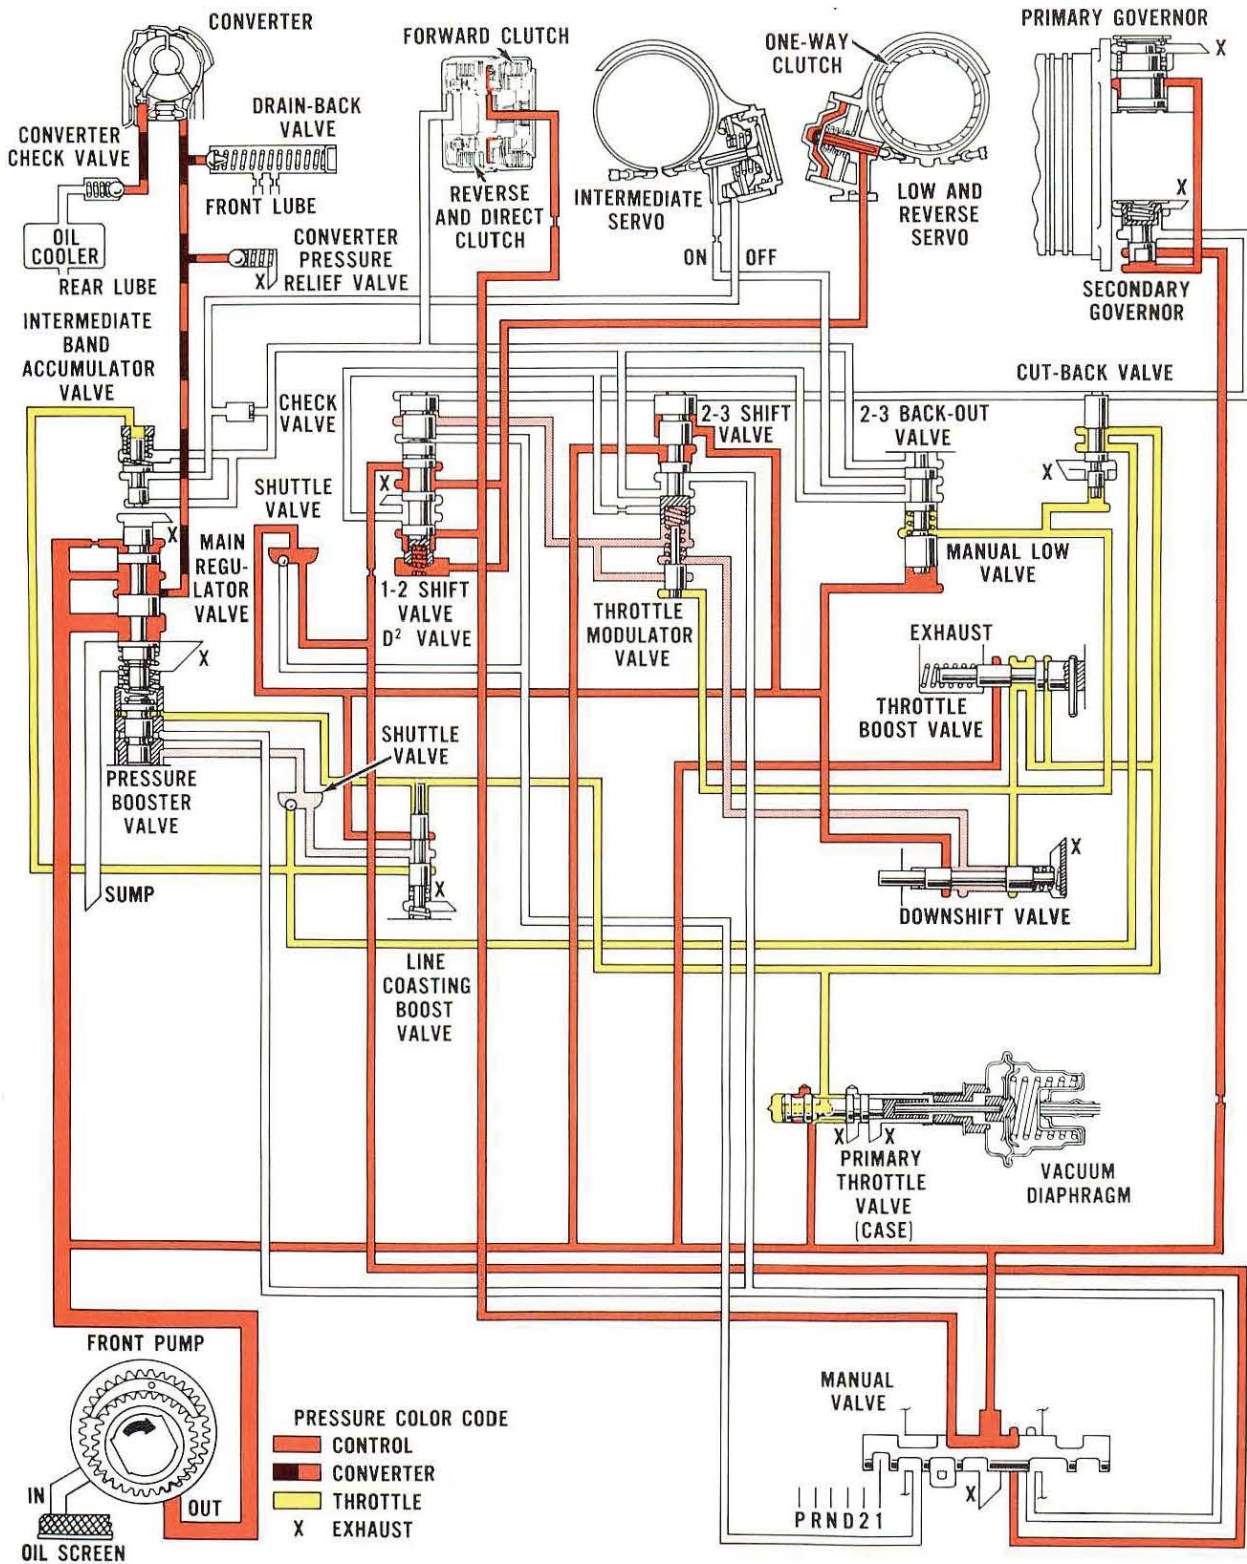 CONVERTER
FORWARD CLUTCH
ONE-WAY
CLUTCH
PRIMARY GOVERNOR
X
DRAIN-BACK
VALVE
CONVERTER
CHECK VALVE
FRONT LUBE
REVERSE
AND DIRECT
CLUTCH
INTERMEDIATE
SERVO
LOW AND
REVERSE
SERVO
X
OIL
COOLER
REAR LUBE
CONVERTER
PRESSURE
RELIEF VALVE
X
ON
OFF
SECONDARY
GOVERNOR
INTERMEDIATE
BAND
ACCUMULATOR
VALVE
CHECK
VALVE
2-3 SHIFT
VALVE
2-3 BACK-OUT
VALVE
CUT-BACK VALVE
X
SHUTTLE
VALVE
X
X
MAIN
REGU-
LATOR
VALVE
1-2 SHIFT
VALVE
D² VALVE
THROTTLE
MODULATOR
VALVE
MANUAL LOW
VALVE
X
EXHAUST
THROTTLE
BOOST VALVE
SHUTTLE
VALVE
PRESSURE
BOOSTER
VALVE
X
X
SUMP
DOWNSHIFT VALVE
LINE
COASTING
BOOST
VALVE
X
X
PRIMARY
THROTTLE
VALVE
(CASE)
VACUUM
DIAPHRAGM
FRONT PUMP
IN
OUT
OIL SCREEN
PRESSURE COLOR CODE
CONTROL
CONVERTER
THROTTLE
X EXHAUST
MANUAL
VALVE
X
P R N D 2 1